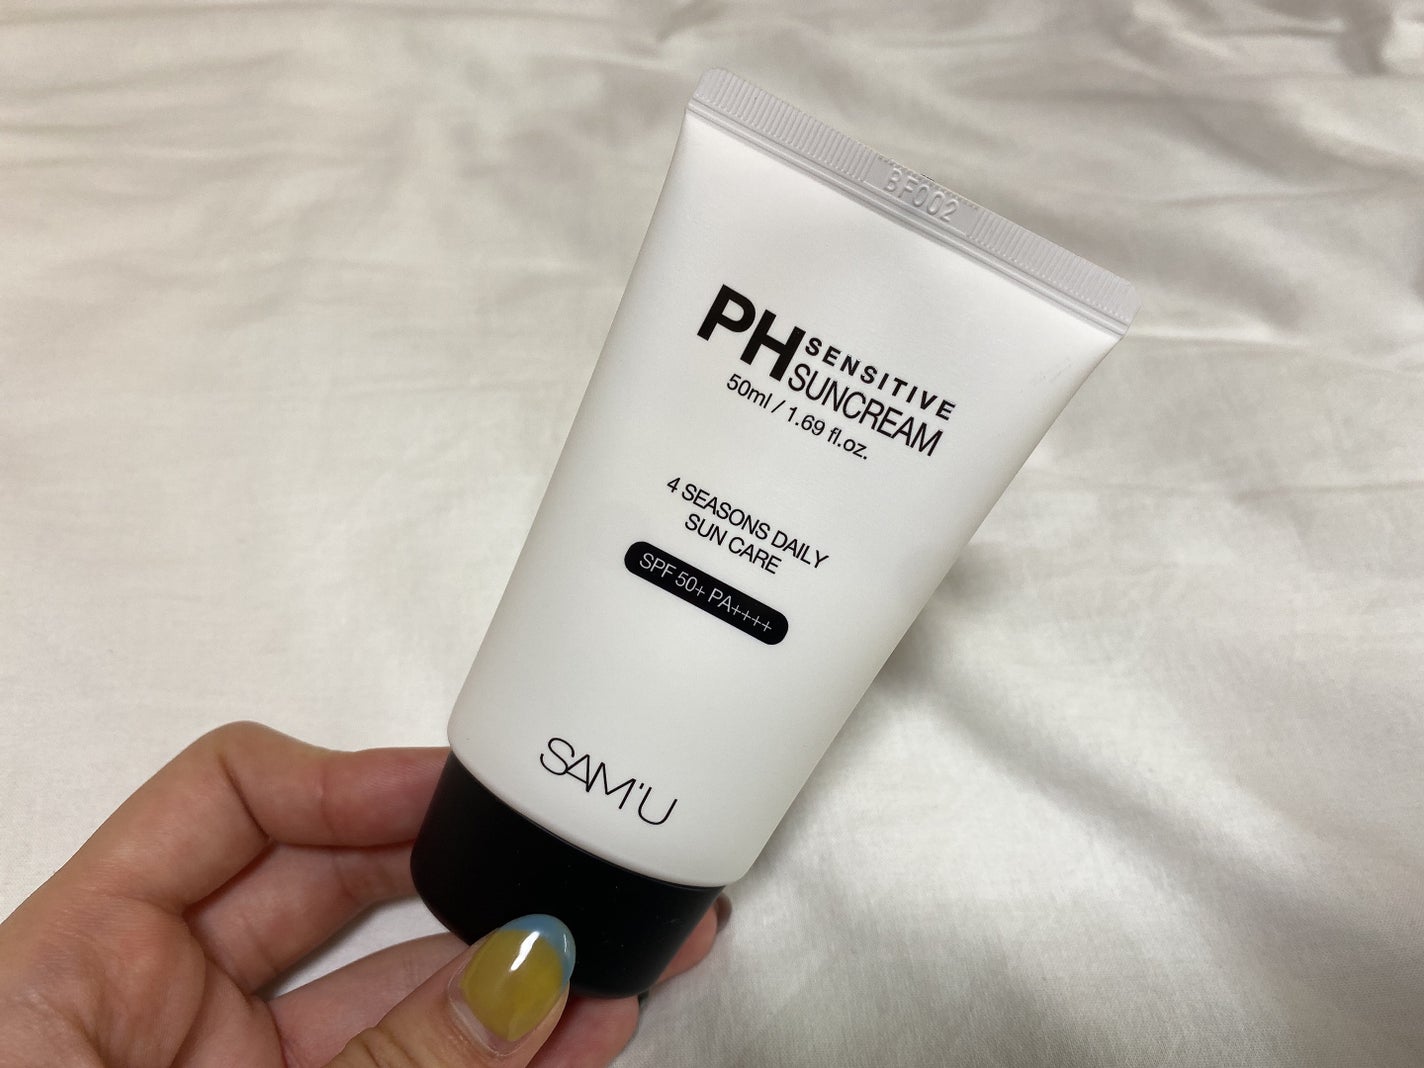 BF002
PH SENSITIVE
SUNCREAM
50ml / 1.69 fl.oz.
4 SEASONS DAILY
SUN CARE
SPF 50+ PA++++
SAM'U